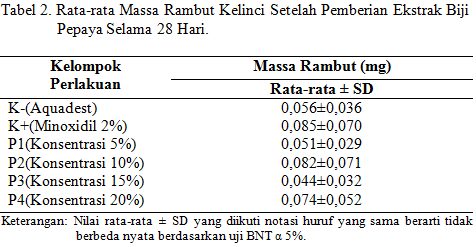 Tabel 2. Rata-rata Massa Rambut Kelinci Setelah Pemberian Ekstrak Biji
Pepaya Selama 28 Hari.
Kelompok Perlakuan Massa Rambut (mg)
Rata-rata ± SD
K-(Aquadest) 0,056±0,036
K+(Minoxidil 2%) 0,085±0,070
P1(Konsentrasi 5%) 0,051±0,029
P2(Konsentrasi 10%) 0,082±0,071
P3(Konsentrasi 15%) 0,044±0,032
P4(Konsentrasi 20%) 0,074±0,052
Keterangan: Nilai rata-rata ± SD yang diikuti notasi huruf yang sama berarti tidak
berbeda nyata berdasarkan uji BNT α 5%.